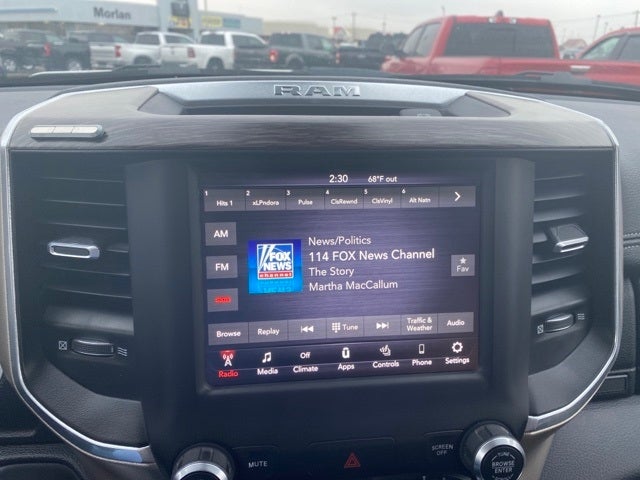 Morlan
RAM
2:30 68°F out
1 Hits 1 2 xLPndora 3 Pulse 4 ClsRewnd 5 ClsVinyl 6 Alt Natn
AM
FM
FOX
NEWS
channel
News/Politics
114 FOX News Channel
The Story
Martha MacCallum
Fav
Browse Replay Tune Traffic & Weather Audio
Off
Radio Media Climate Apps Controls Phone Settings
MUTE
SCREEN OFF
TUNE
BROWSE
ENTER